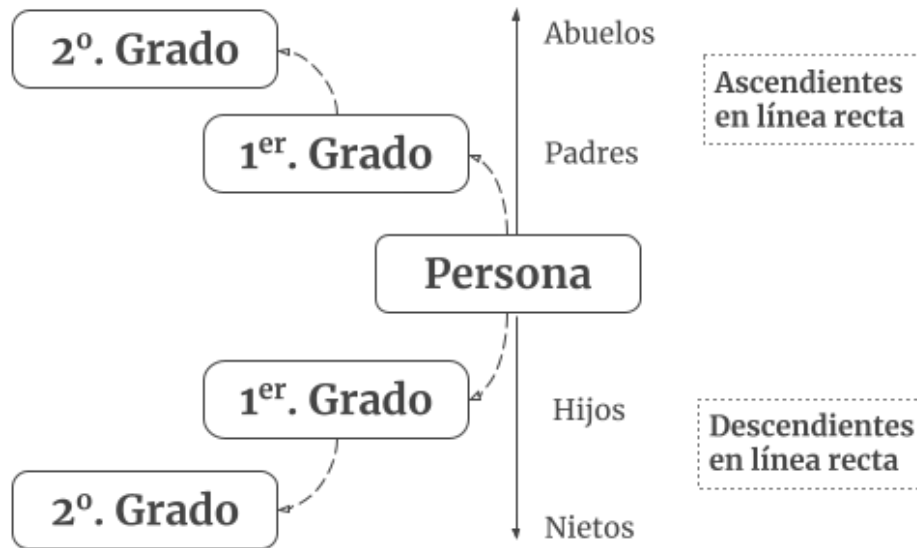 2º. Grado
Abuelos
Ascendientes
en línea recta
1er. Grado
Padres
Persona
1er. Grado
Hijos
Descendientes
en línea recta
2º. Grado
Nietos